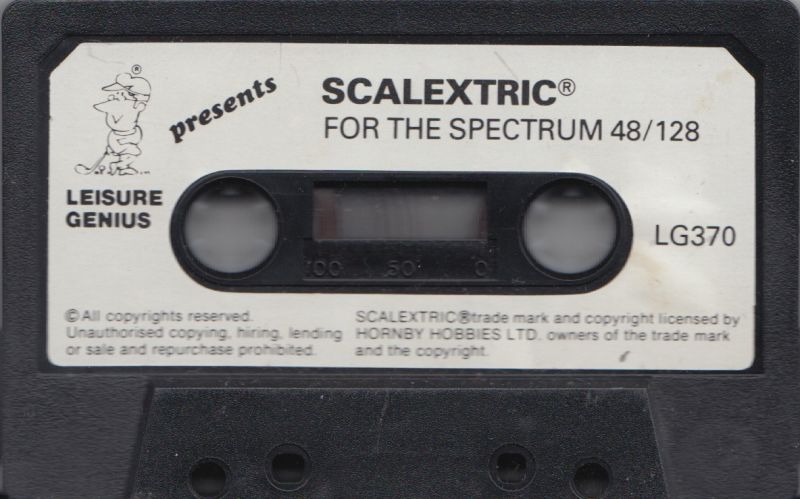 ®
presents
SCALEXTRIC®
FOR THE SPECTRUM 48/128
LEISURE
GENIUS
LG370
100 50 0
©All copyrights reserved.
Unauthorised copying, hiring, lending
or sale and repurchase prohibited.
SCALEXTRIC®trade mark and copyright licensed by
HORNBY HOBBIES LTD. owners of the trade mark
and the copyright.